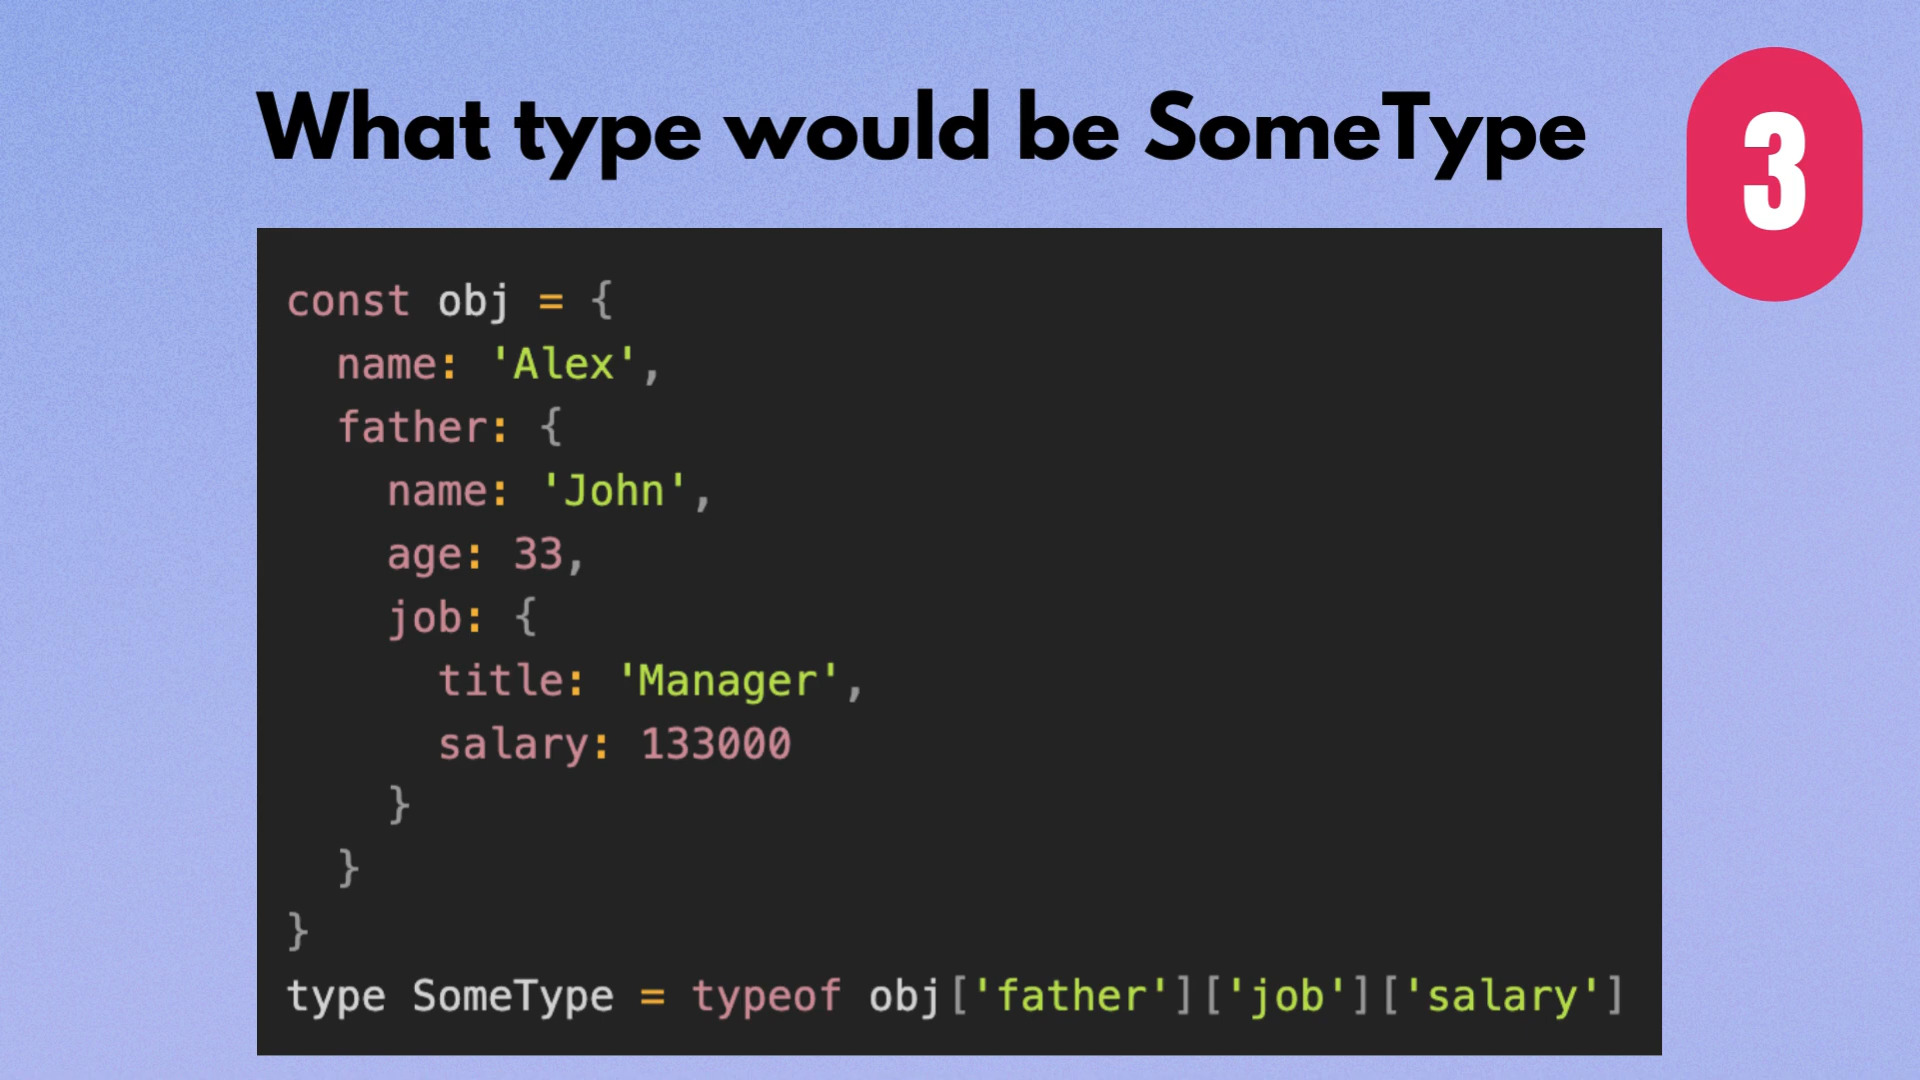 What type would be SomeType
3
const obj = {
name: 'Alex',
father: {
name: 'John',
age: 33,
job: {
title: 'Manager',
salary: 133000
}
}
}
type SomeType = typeof obj['father']['job']['salary']